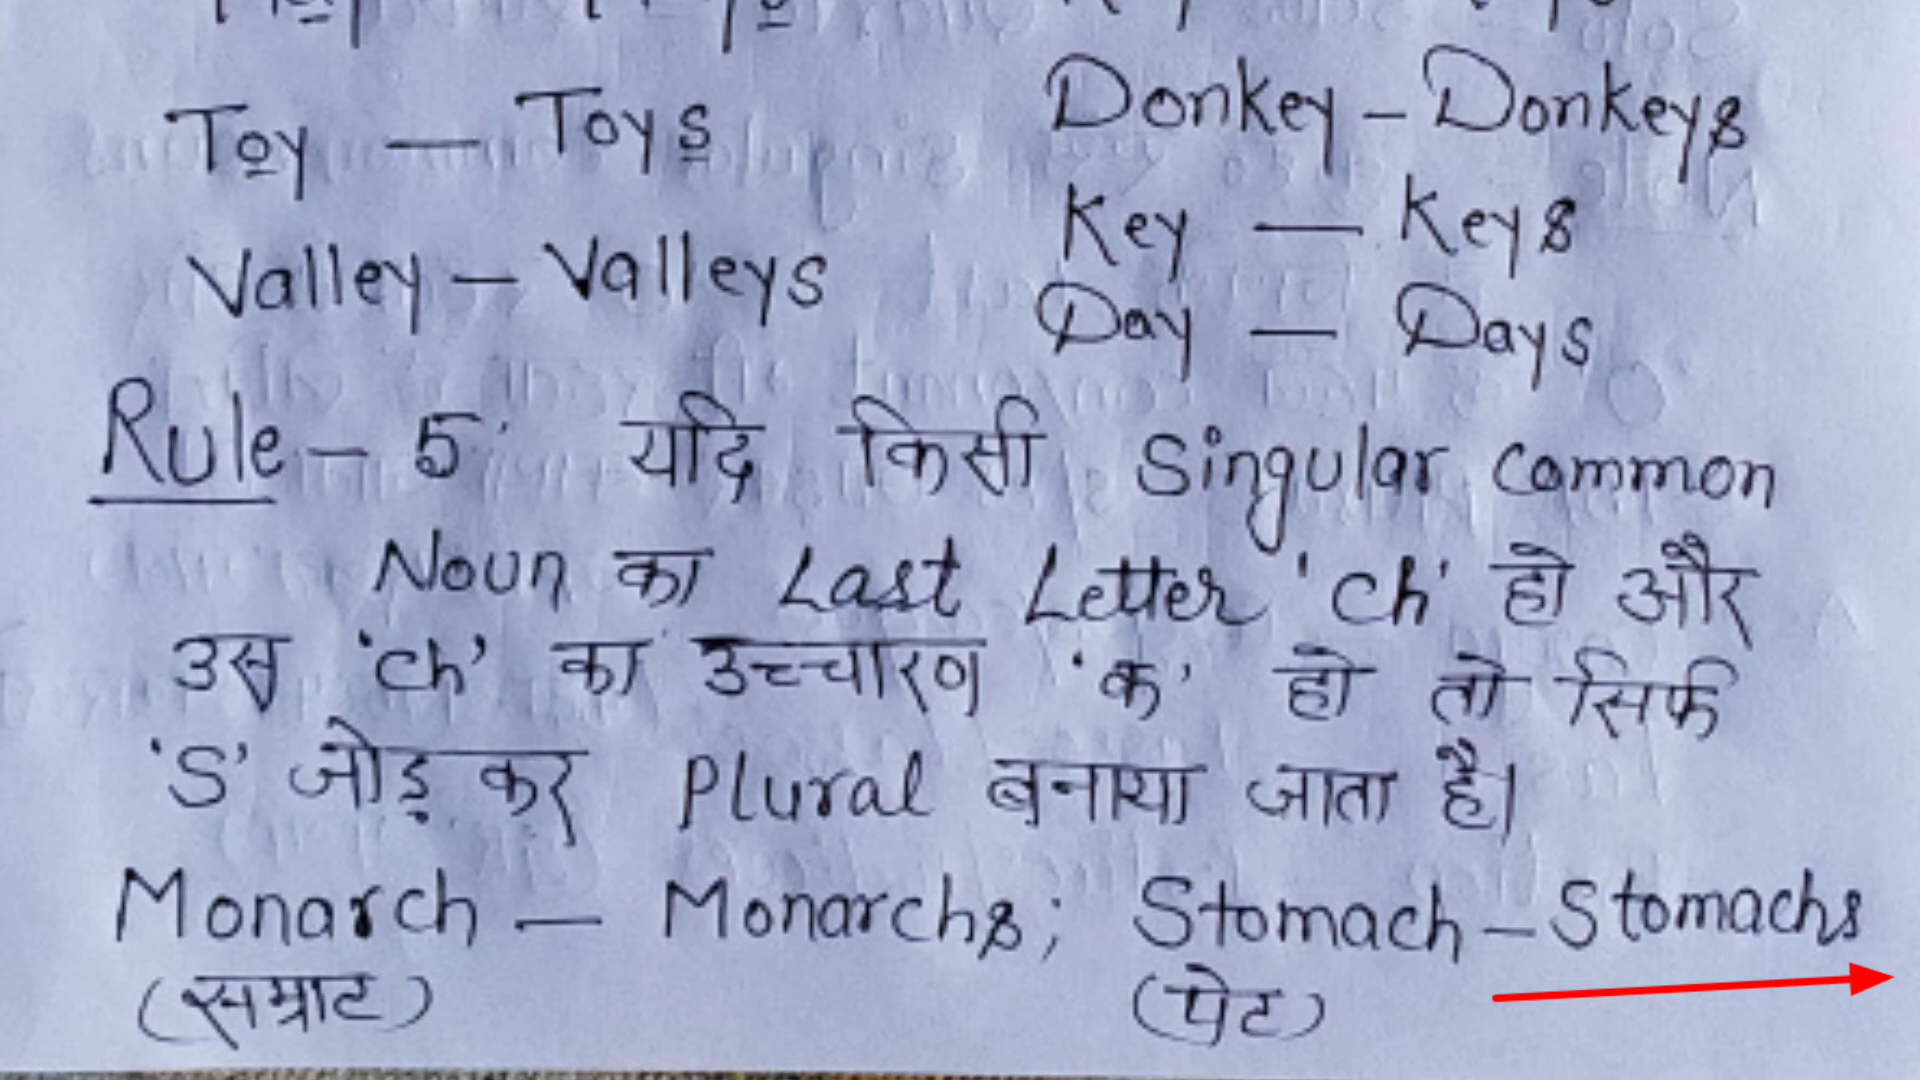 Toy — Toys Donkey – Donkeys
Valley – Valleys Key — Keys
Day — Days
Rule – 5. यदि किसी Singular Common
Noun का Last Letter 'ch' हो और
उस 'ch' का उच्चारण 'क' हो तो सिर्फ
'S' जोड़ कर Plural बनाया जाता है।
Monarch — Monarchs; Stomach – Stomachs
(सम्राट) (पेट)